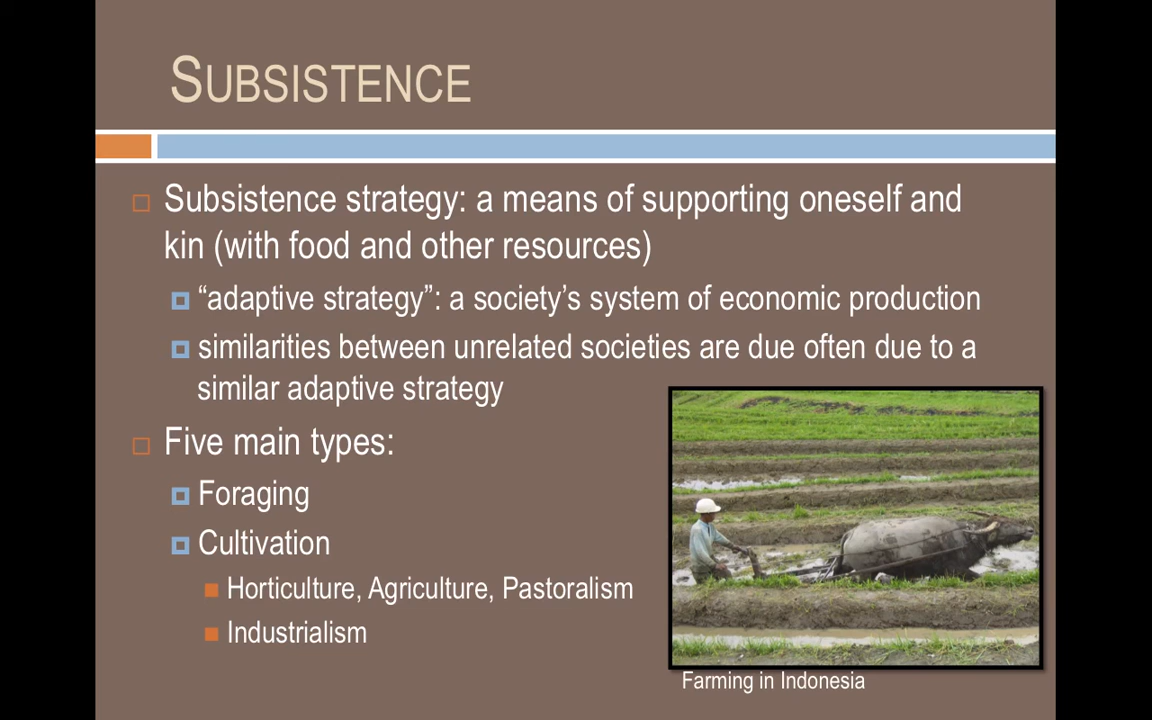 SUBSISTENCE
Subsistence strategy: a means of supporting oneself and
kin (with food and other resources)
“adaptive strategy”: a society’s system of economic production
similarities between unrelated societies are due often due to a
similar adaptive strategy
Five main types:
Foraging
Cultivation
Horticulture, Agriculture, Pastoralism
Industrialism
Farming in Indonesia